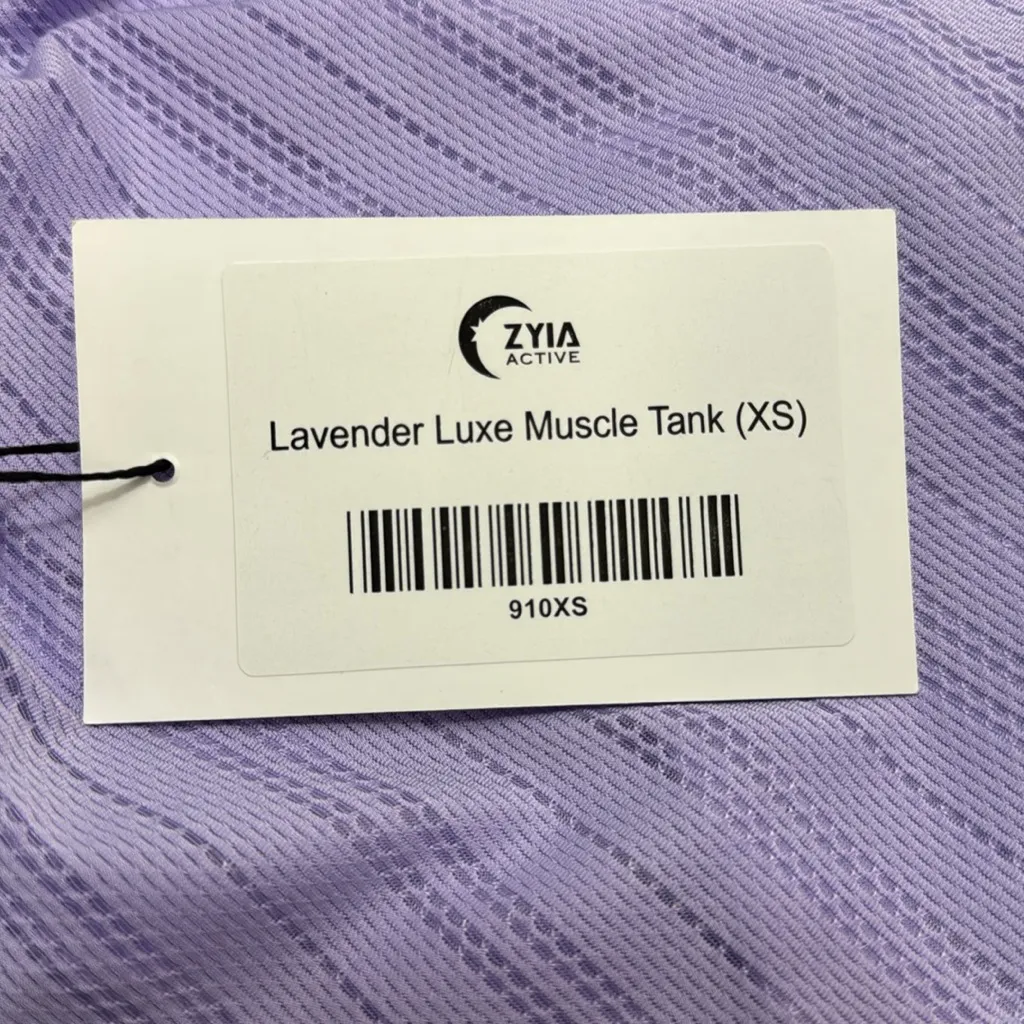 ZYIA
ACTIVE
Lavender Luxe Muscle Tank (XS)
910XS